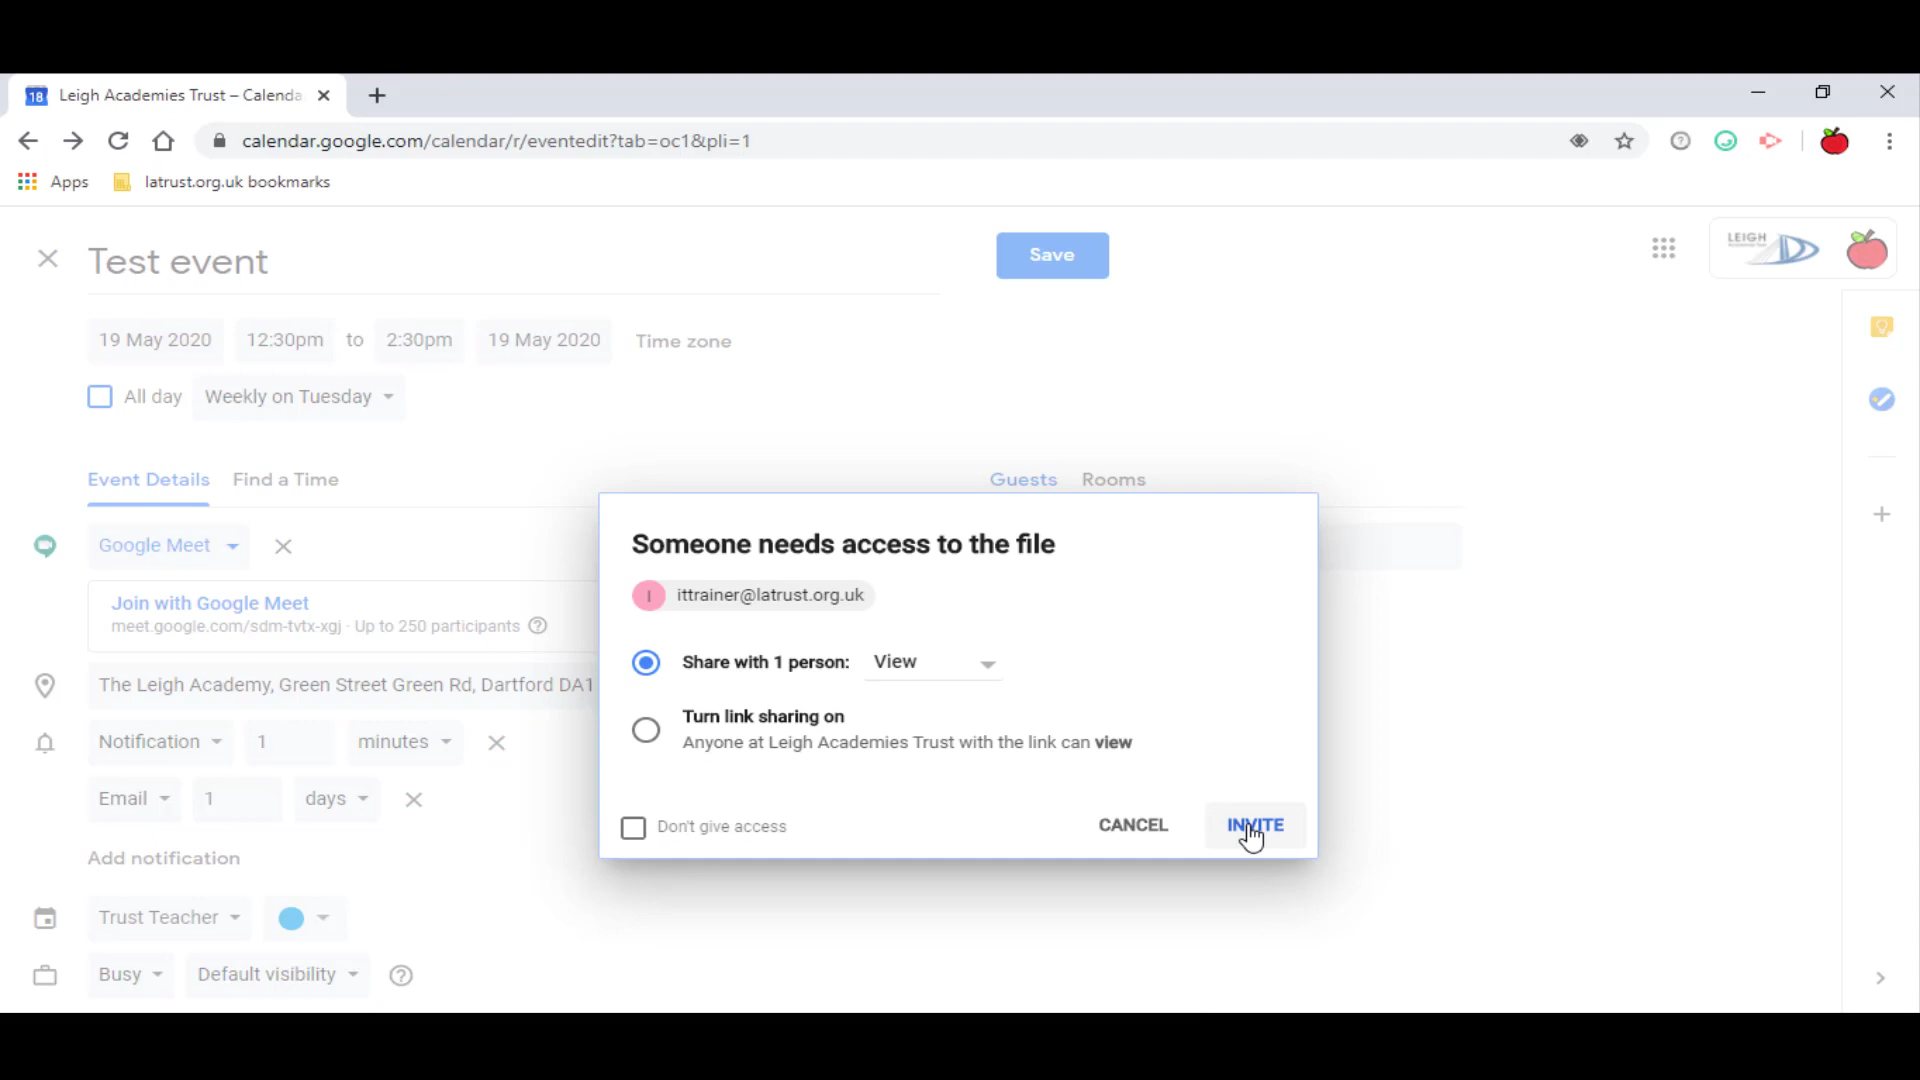 18 Leigh Academies Trust – Calenda
calendar.google.com/calendar/r/eventedit?tab=oc1&pli=1
Apps latrust.org.uk bookmarks
Test event Save LEIGH
19 May 2020 12:30pm to 2:30pm 19 May 2020 Time zone
All day Weekly on Tuesday
Event Details Find a Time Guests Rooms
Google Meet
Join with Google Meet
meet.google.com/sdm-tvtx-xgj · Up to 250 participants
The Leigh Academy, Green Street Green Rd, Dartford DA1
Notification 1 minutes
Email 1 days
Add notification
Trust Teacher
Busy Default visibility
Someone needs access to the file
I ittrainer@latrust.org.uk
Share with 1 person: View
Turn link sharing on
Anyone at Leigh Academies Trust with the link can view
Don't give access CANCEL INVITE